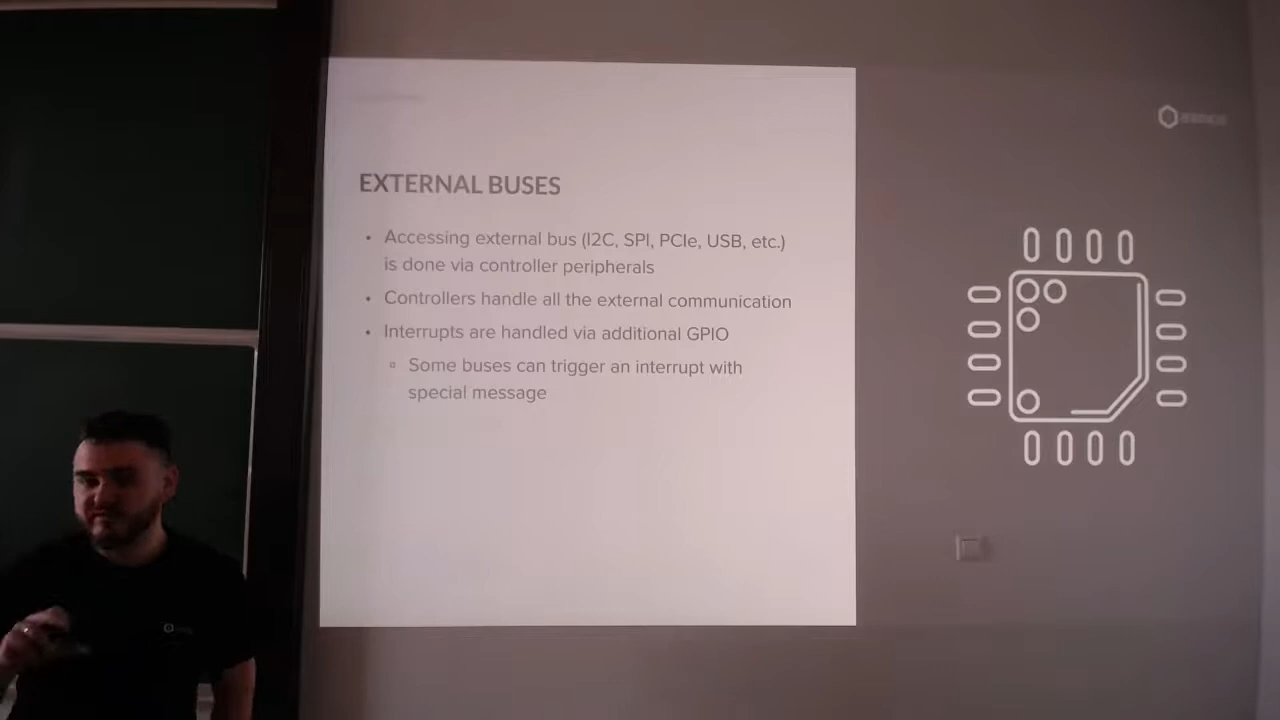 EXTERNAL BUSES
• Accessing external bus (I2C, SPI, PCIe, USB, etc.)
is done via controller peripherals
• Controllers handle all the external communication
• Interrupts are handled via additional GPIO
▫ Some buses can trigger an interrupt with
special message